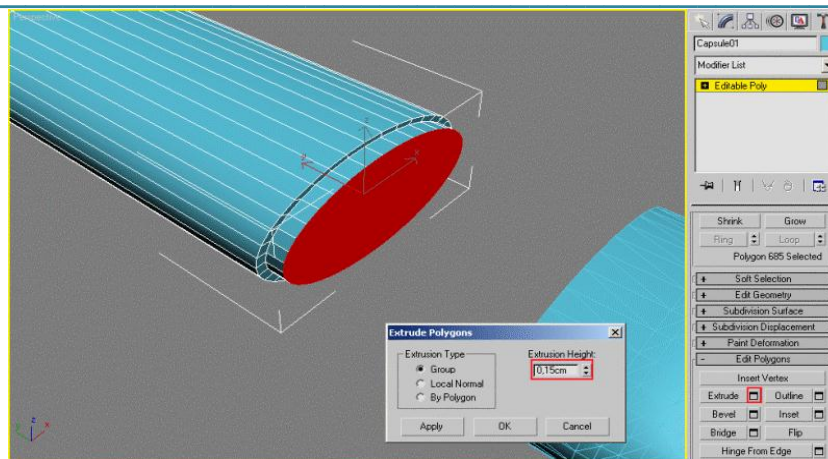 Perspective
Capsule01
Modifier List
Editable Poly
Shrink
Grow
Ring
Loop
Polygon 685 Selected
+ Soft Selection
+ Edit Geometry
+ Subdivision Surface
+ Subdivision Displacement
+ Paint Deformation
- Edit Polygons
Insert Vertex
Extrude
Outline
Bevel
Inset
Bridge
Flip
Hinge From Edge
Extrude Polygons
Extrusion Type
Group
Local Normal
By Polygon
Extrusion Height:
0,15cm
Apply
OK
Cancel
z
x
z
x
y